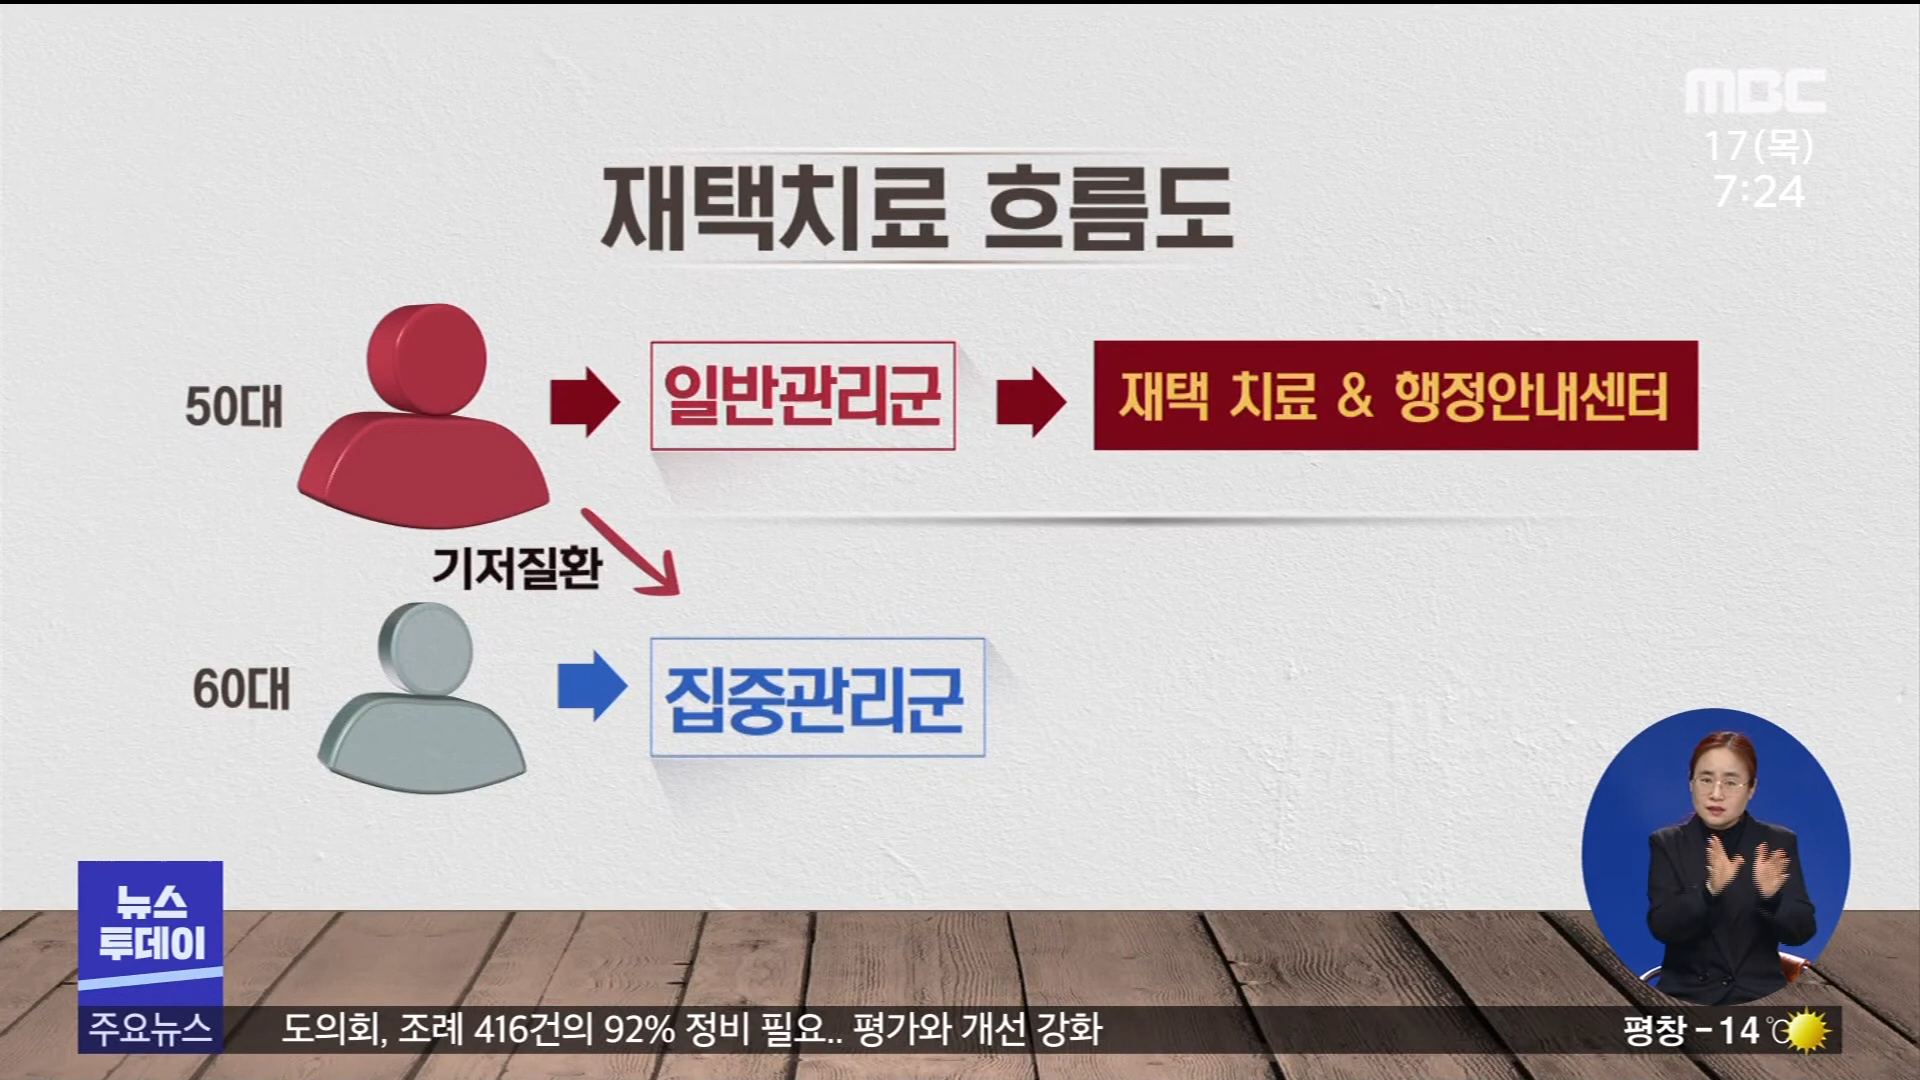 MBC
17(목)
7:24
재택치료 흐름도
50대
일반관리군
재택 치료 & 행정안내센터
기저질환
60대
집중관리군
뉴스
투데이
주요뉴스
도의회, 조례 416건의 92% 정비 필요.. 평가와 개선 강화
평창 -14℃